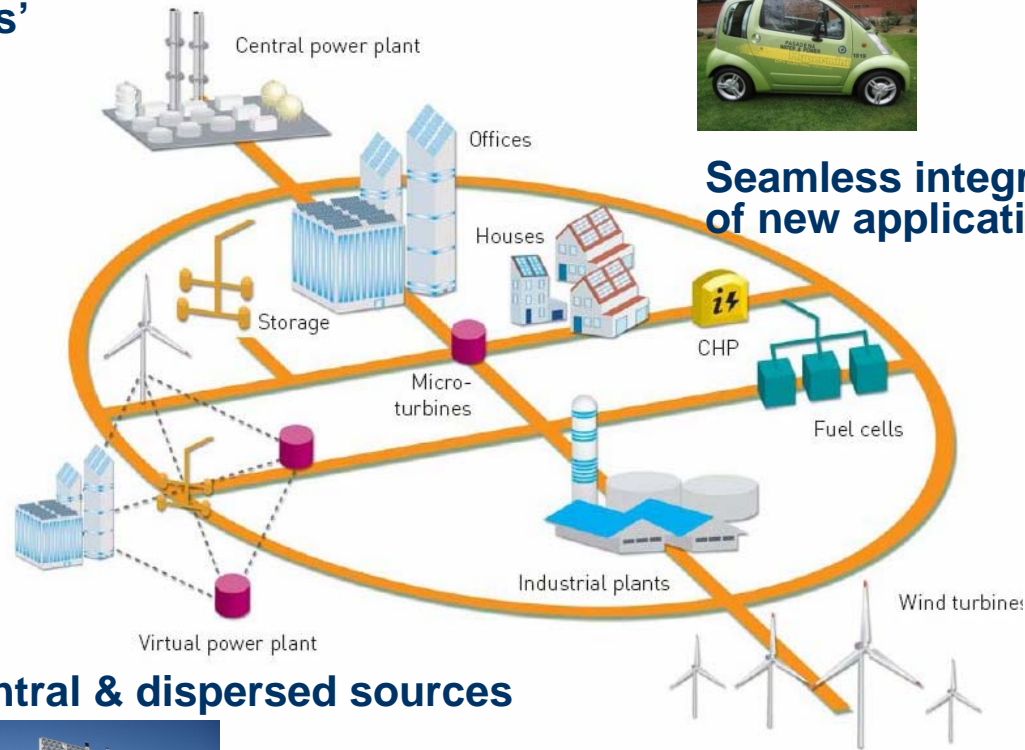 Central power plant
Offices
Seamless integr
of new applicati
Houses
Storage
CHP
Micro-
turbines
Fuel cells
Industrial plants
Wind turbines
Virtual power plant
ntral & dispersed sources